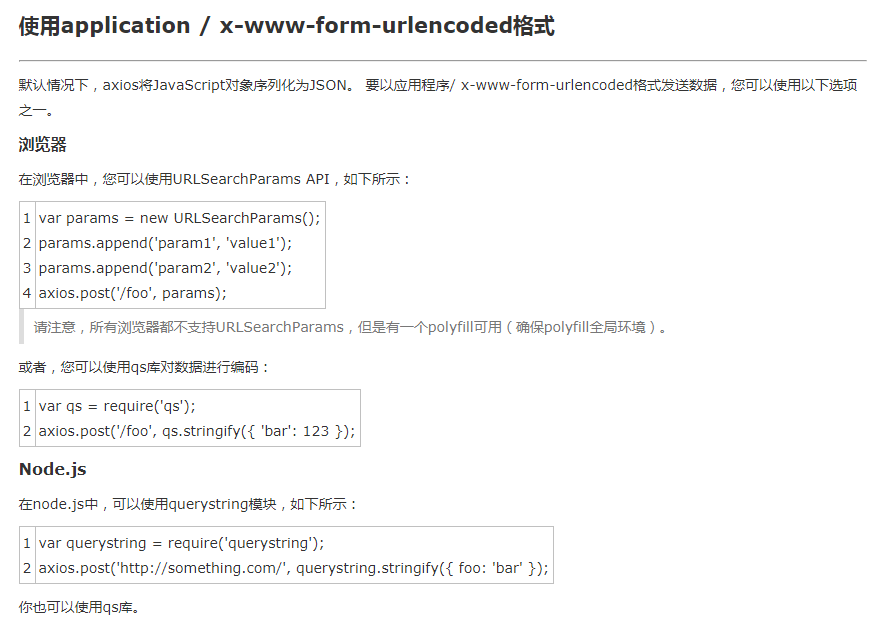 使用application / x-www-form-urlencoded格式
默认情况下，axios将JavaScript对象序列化为JSON。 要以应用程序/ x-www-form-urlencoded格式发送数据，您可以使用以下选项
之一。
浏览器
在浏览器中，您可以使用URLSearchParams API，如下所示：
1 var params = new URLSearchParams();
2 params.append('param1', 'value1');
3 params.append('param2', 'value2');
4 axios.post('/foo', params);
请注意，所有浏览器都不支持URLSearchParams，但是有一个polyfill可用（确保polyfill全局环境）。
或者，您可以使用qs库对数据进行编码：
1 var qs = require('qs');
2 axios.post('/foo', qs.stringify({ 'bar': 123 });
Node.js
在node.js中，可以使用querystring模块，如下所示：
1 var querystring = require('querystring');
2 axios.post('http://something.com/', querystring.stringify({ foo: 'bar' });
你也可以使用qs库。